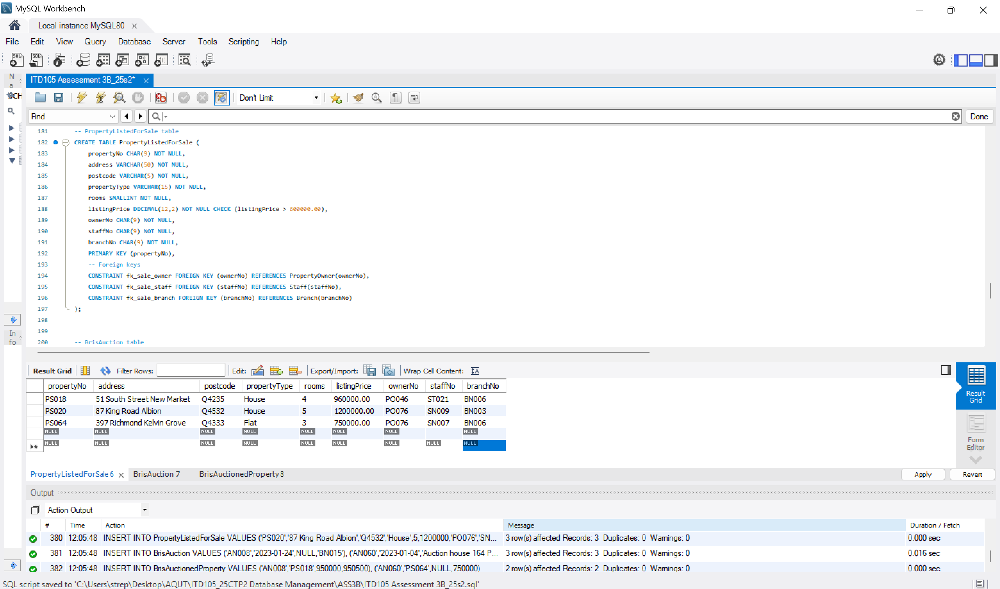 MySQL Workbench
Local instance MySQL80
File Edit View Query Database Server Tools Scripting Help
N
a
ITD105 Assessment 3B_25s2*
Don't Limit
Find
Done
181 -- PropertyListedForSale table
182 CREATE TABLE PropertyListedForSale (
183 propertyNo CHAR(9) NOT NULL,
184 address VARCHAR(50) NOT NULL,
185 postcode VARCHAR(5) NOT NULL,
186 propertyType VARCHAR(15) NOT NULL,
187 rooms SMALLINT NOT NULL,
188 listingPrice DECIMAL(12,2) NOT NULL CHECK (listingPrice > 600000.00),
189 ownerNo CHAR(9) NOT NULL,
190 staffNo CHAR(9) NOT NULL,
191 branchNo CHAR(9) NOT NULL,
192 PRIMARY KEY (propertyNo),
193 -- Foreign keys
194 CONSTRAINT fk_sale_owner FOREIGN KEY (ownerNo) REFERENCES PropertyOwner(ownerNo),
195 CONSTRAINT fk_sale_staff FOREIGN KEY (staffNo) REFERENCES Staff(staffNo),
196 CONSTRAINT fk_sale_branch FOREIGN KEY (branchNo) REFERENCES Branch(branchNo)
197 );
198
199
200 -- BrisAuction table
In
fo
Result Grid Filter Rows: Edit: Export/Import: Wrap Cell Content:
propertyNo address postcode propertyType rooms listingPrice ownerNo staffNo branchNo
PS018 51 South Street New Market Q4235 House 4 960000.00 PO046 ST021 BN006
PS020 87 King Road Albion Q4532 House 5 1200000.00 PO076 SN009 BN003
PS064 397 Richmond Kelvin Grove Q4333 Flat 3 750000.00 PO076 SN007 BN006
NULL NULL NULL NULL NULL NULL NULL NULL
NULL NULL NULL NULL NULL NULL NULL NULL NULL
Result
Grid
Form
Editor
PropertyListedForSale 6 BrisAuction 7 BrisAuctionedProperty 8
Apply Revert
Output
Action Output
# Time Action Message Duration / Fetch
380 12:05:48 INSERT INTO PropertyListedForSale VALUES ('PS020','87 King Road Albion','Q4532','House',5,1200000,'PO076','SN... 3 row(s) affected Records: 3 Duplicates: 0 Warnings: 0 0.000 sec
381 12:05:48 INSERT INTO BrisAuction VALUES ('AN008','2023-01-24',NULL,'BN015'), ('AN060','2023-01-04','Auction house 164 P... 3 row(s) affected Records: 3 Duplicates: 0 Warnings: 0 0.016 sec
382 12:05:48 INSERT INTO BrisAuctionedProperty VALUES ('AN008','PS018',950000,950500), ('AN060','PS064',NULL,750000) 2 row(s) affected Records: 2 Duplicates: 0 Warnings: 0 0.000 sec
SQL script saved to 'C:\Users\strep\Desktop\AQUT\ITD105_25CTP2 Database Management\ASS3B\ITD105 Assessment 3B_25s2.sql'